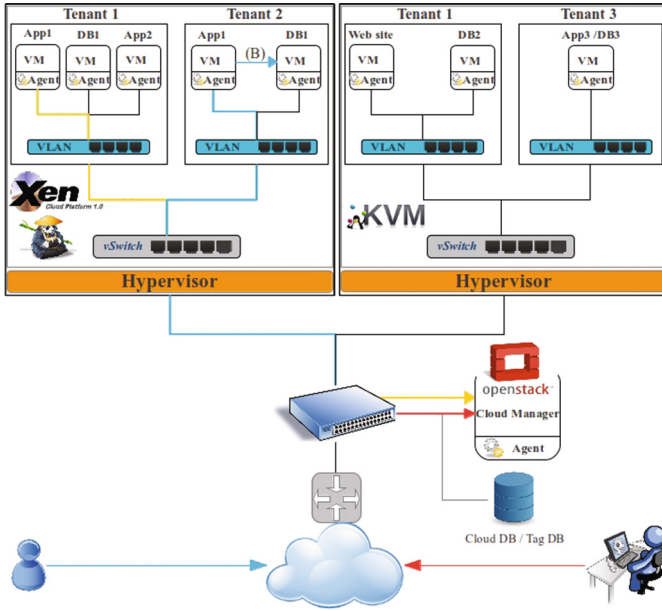 Tenant 1
Tenant 2
Tenant 1
Tenant 3
App1
DB1
App2
App1
DB1
Web site
DB2
App3 /DB3
VM
VM
VM
VM
(B)
VM
VM
VM
VM
Agent
Agent
Agent
Agent
Agent
Agent
Agent
Agent
VLAN
VLAN
VLAN
VLAN
Xen
Cloud Platform 1.0
KVM
vSwitch
vSwitch
Hypervisor
Hypervisor
openstack
Cloud Manager
Agent
Cloud DB / Tag DB